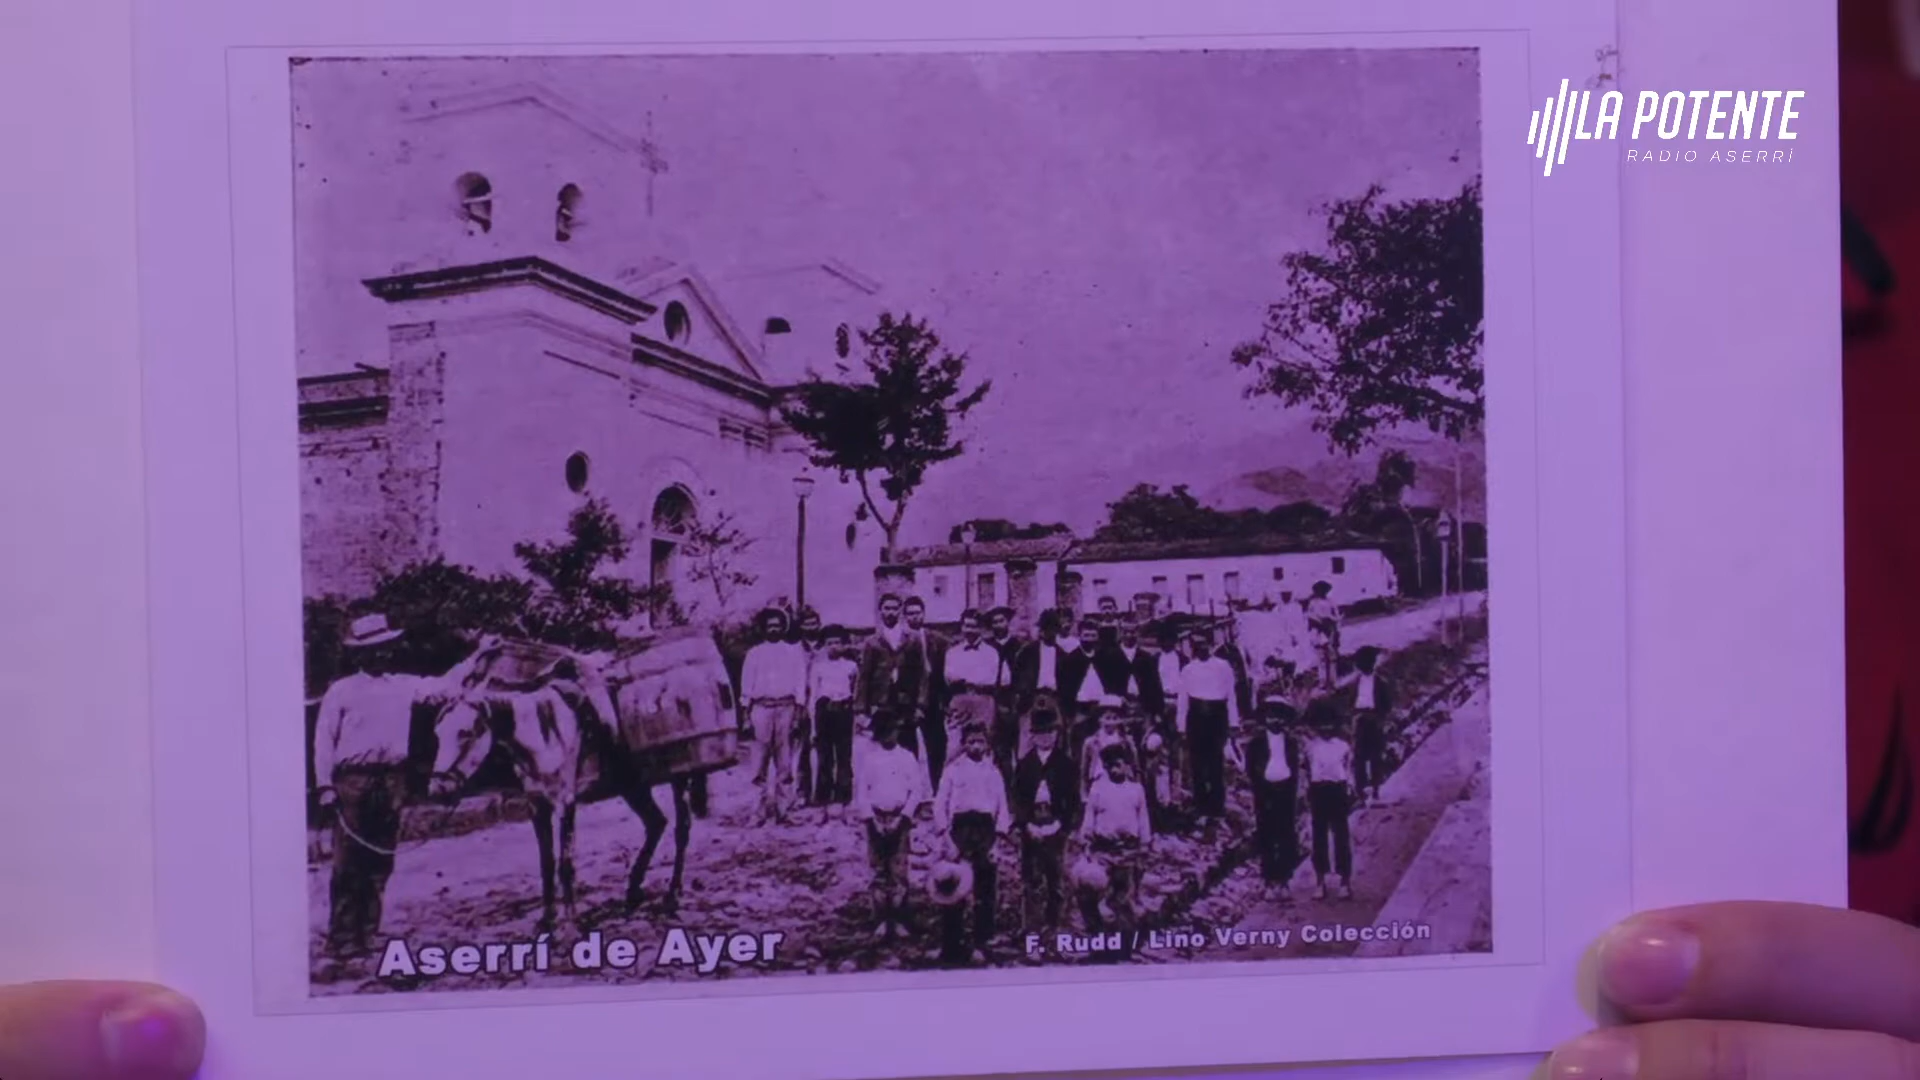 LA POTENTE
RADIO ASERRÍ
Aserrí de Ayer
F. Rudd / Lino Verny Colección